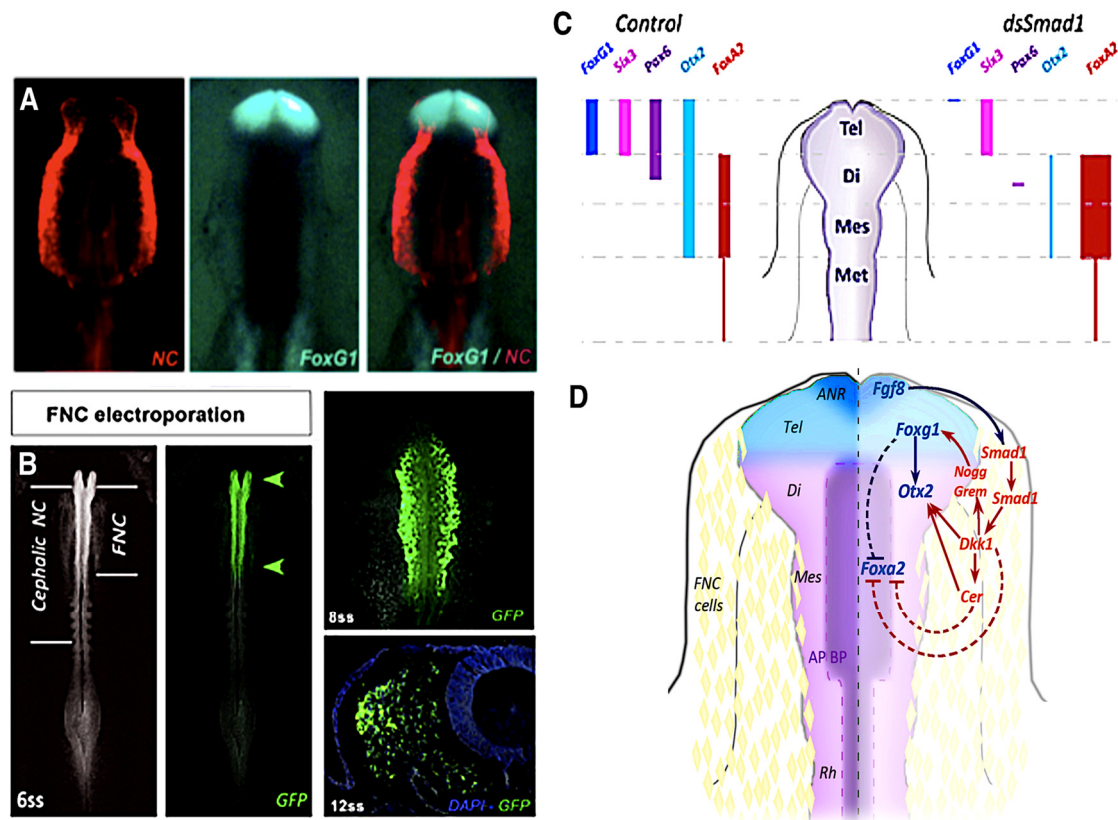 A
NC
FoxG1
FoxG1 / NC
FNC electroporation
B
Cephalic NC
FNC
6ss
GFP
8ss
GFP
12ss
DAPI - GFP
C
Control
dsSmad1
FoxG1
Six3
Pax6
Otx2
FoxA2
FoxG1
Six3
Pax6
Otx2
FoxA2
Tel
Di
Mes
Met
D
ANR
Fgf8
Tel
Foxg1
Smad1
Nogg
Di
Otx2
Grem
Smad1
Dkk1
Foxa2
Mes
FNC
cells
Cer
AP BP
Rh